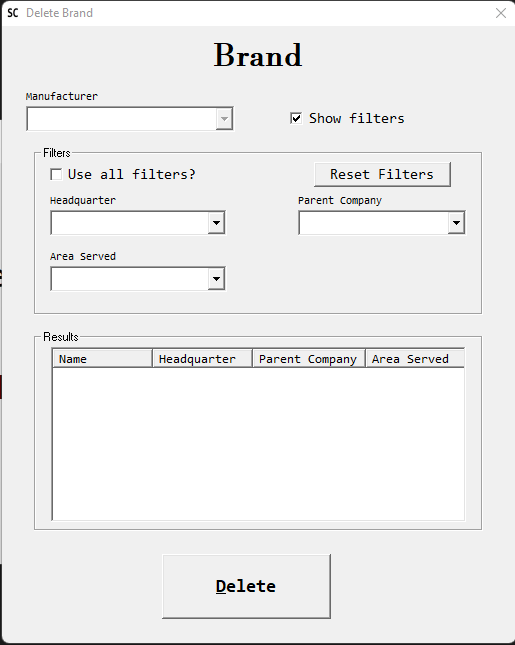 SC Delete Brand
Brand
Manufacturer
Show filters
Filters
Use all filters?
Reset Filters
Headquarter
Parent Company
Area Served
Results
Name Headquarter Parent Company Area Served
Delete